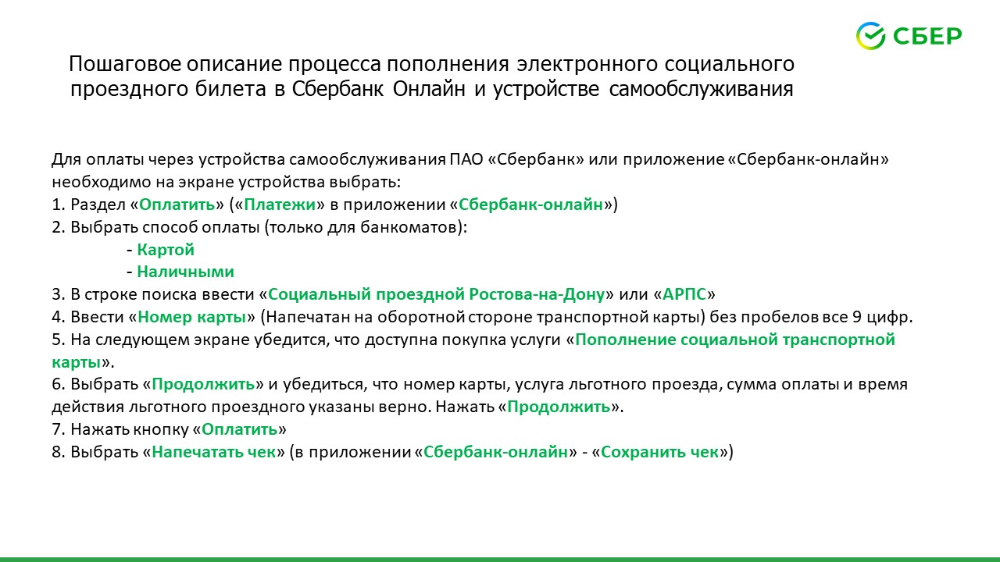 СБЕР
Пошаговое описание процесса пополнения электронного социального
проездного билета в Сбербанк Онлайн и устройстве самообслуживания
Для оплаты через устройства самообслуживания ПАО «Сбербанк» или приложение «Сбербанк-онлайн»
необходимо на экране устройства выбрать:
1. Раздел «Оплатить» («Платежи» в приложении «Сбербанк-онлайн»)
2. Выбрать способ оплаты (только для банкоматов):
- Картой
- Наличными
3. В строке поиска ввести «Социальный проездной Ростова-на-Дону» или «АРПС»
4. Ввести «Номер карты» (Напечатан на оборотной стороне транспортной карты) без пробелов все 9 цифр.
5. На следующем экране убедится, что доступна покупка услуги «Пополнение социальной транспортной
карты».
6. Выбрать «Продолжить» и убедиться, что номер карты, услуга льготного проезда, сумма оплаты и время
действия льготного проездного указаны верно. Нажать «Продолжить».
7. Нажать кнопку «Оплатить»
8. Выбрать «Напечатать чек» (в приложении «Сбербанк-онлайн» - «Сохранить чек»)